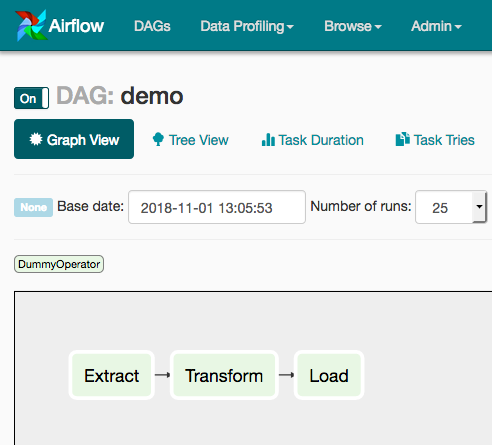 Airflow DAGs Data Profiling Browse Admin
On DAG: demo
Graph View Tree View Task Duration Task Tries
None Base date: 2018-11-01 13:05:53 Number of runs: 25
DummyOperator
Extract Transform Load